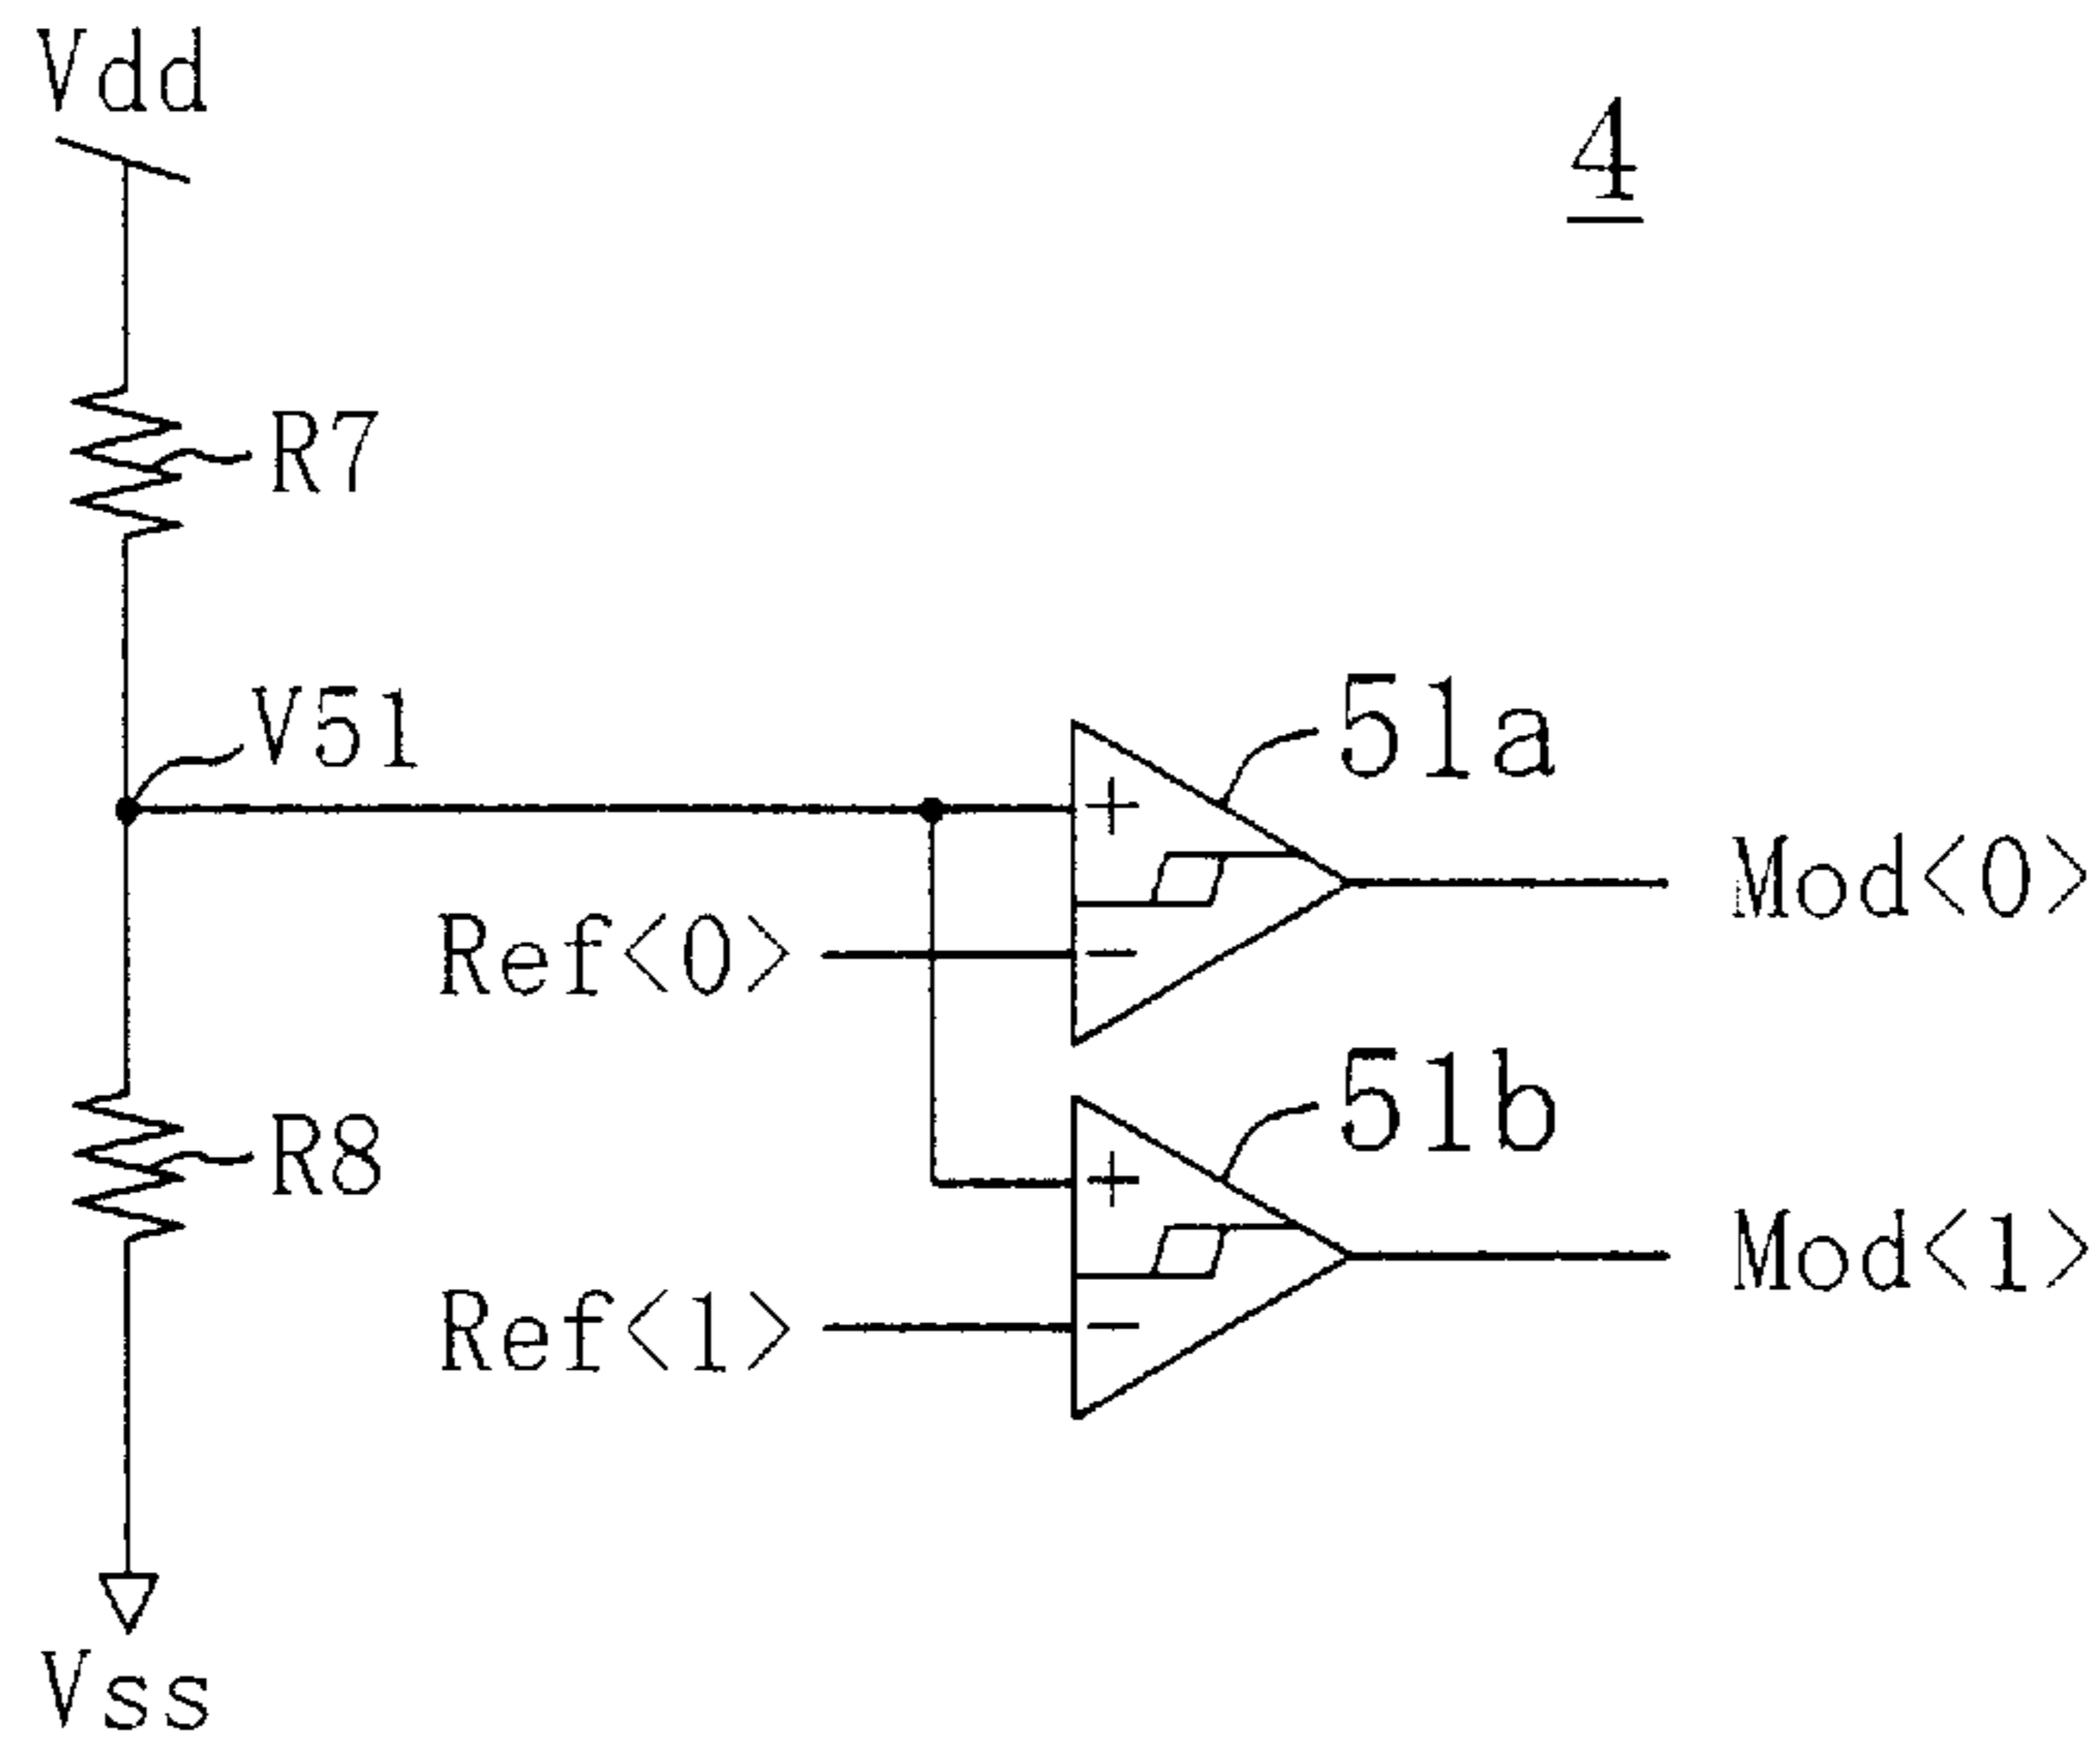 Vdd
4
R7
V51
51a
+
Mod<0>
Ref<0>
-
51b
R8
+
Mod<1>
Ref<1>
-
Vss